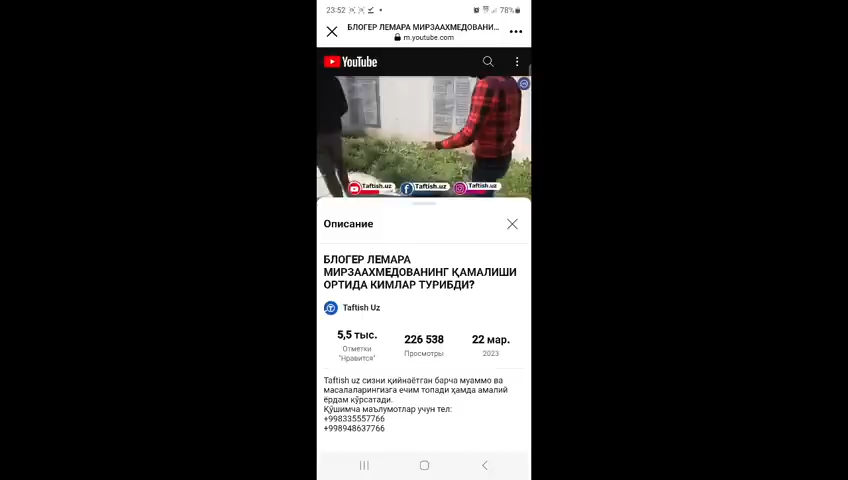 23:52
78%
БЛОГЕР ЛЕМАРА МИРЗААХМЕДОВАНИ...
m.youtube.com
YouTube
Taftish.uz Taftish.uz Taftish.uz
Описание
БЛОГЕР ЛЕМАРА
МИРЗААХМЕДОВАНИНГ ҚАМАЛИШИ
ОРТИДА КИМЛАР ТУРИБДИ?
Taftish Uz
5,5 тыс. 226 538 22 мар.
Отметки Просмотры 2023
"Нравится"
Taftish uz сизни қийнаётган барча муаммо ва
масалаларингизга ечим топади ҳамда амалий
ёрдам кўрсатади.
Қўшимча маълумотлар учун тел:
+998335557766
+998948637766